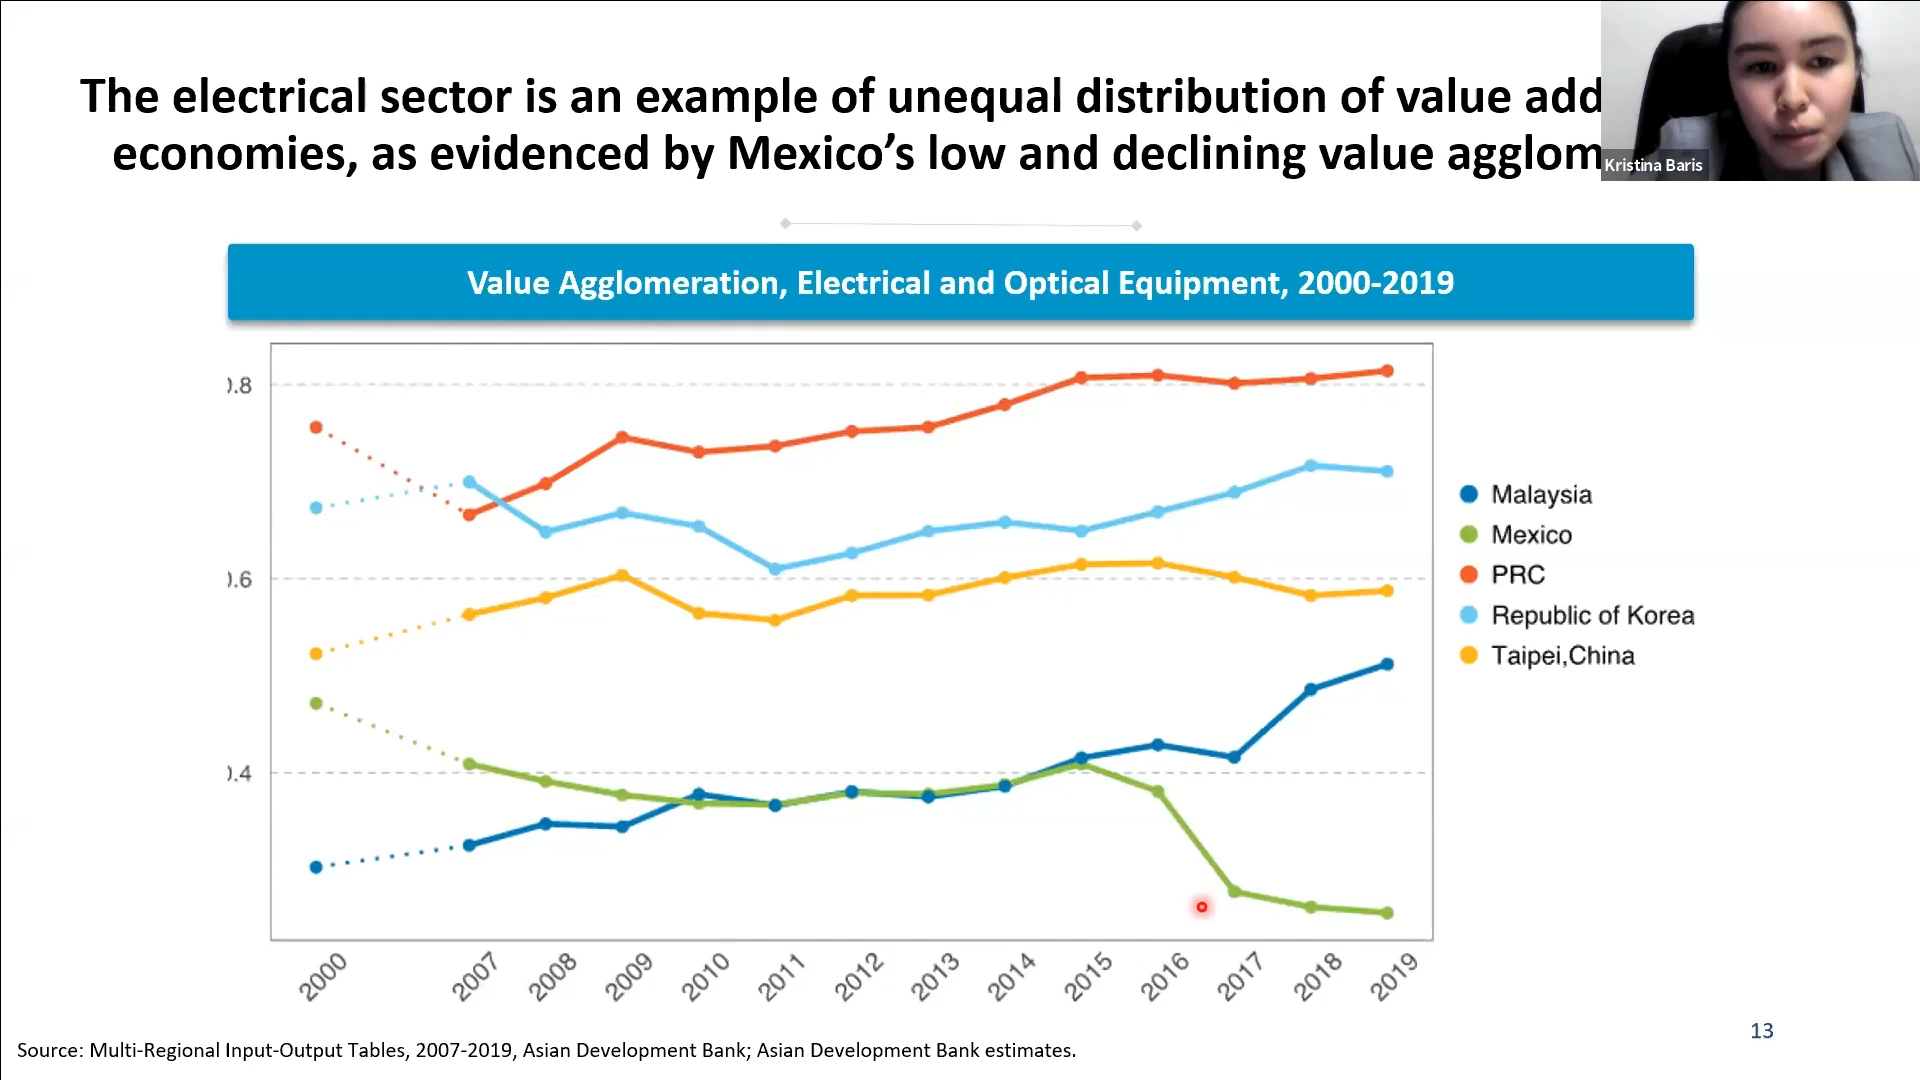 The electrical sector is an example of unequal distribution of value add
economies, as evidenced by Mexico's low and declining value agglom
Kristina Baris
Value Agglomeration, Electrical and Optical Equipment, 2000-2019
0.8
0.6
0.4
Malaysia
Mexico
PRC
Republic of Korea
Taipei,China
2000
2007
2008
2009
2010
2011
2012
2013
2014
2015
2016
2017
2018
2019
13
Source: Multi-Regional Input-Output Tables, 2007-2019, Asian Development Bank; Asian Development Bank estimates.